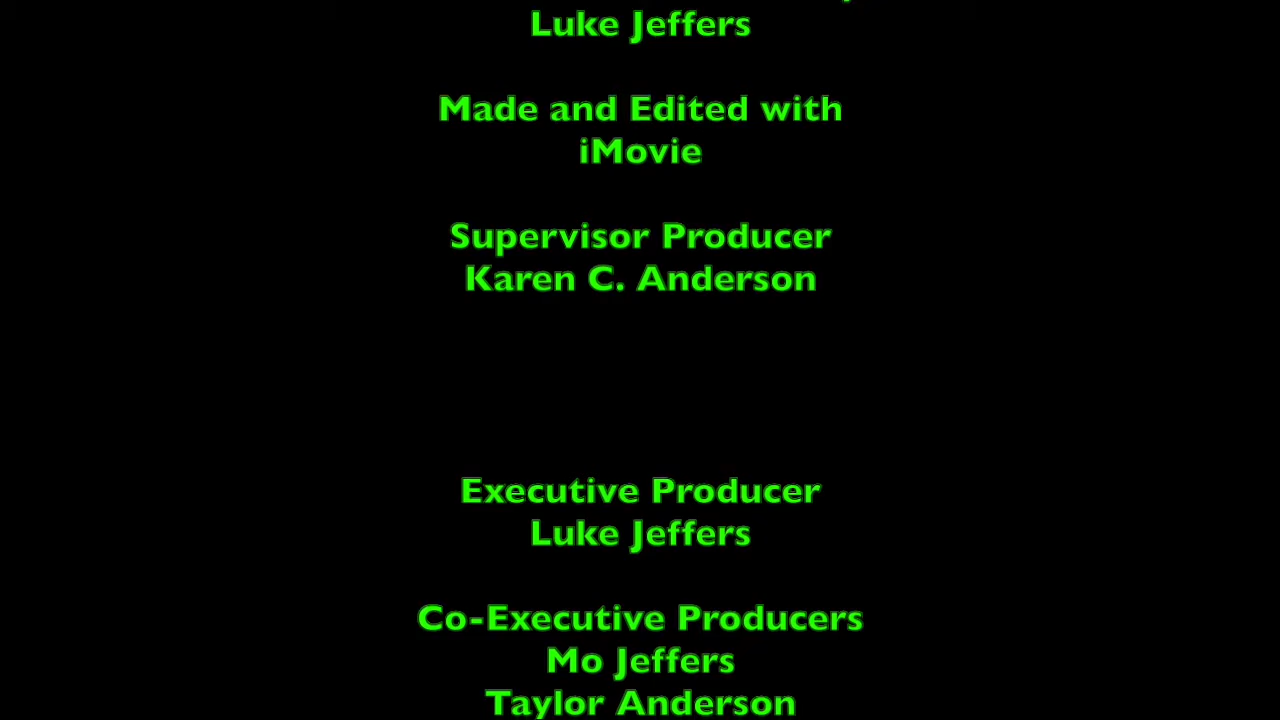 Luke Jeffers
Made and Edited with
iMovie
Supervisor Producer
Karen C. Anderson
Executive Producer
Luke Jeffers
Co-Executive Producers
Mo Jeffers
Taylor Anderson